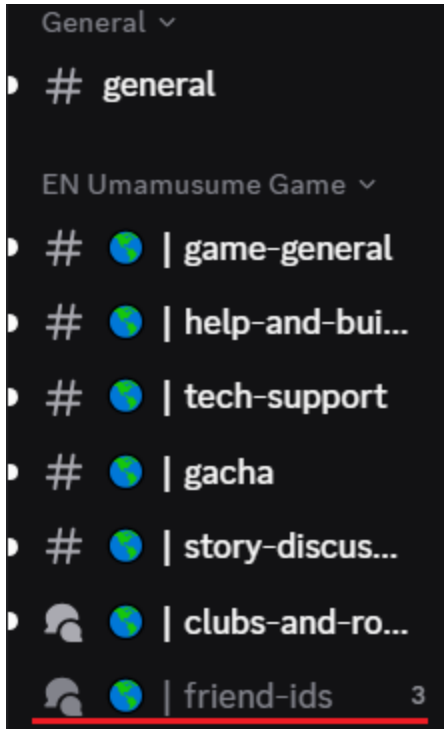 General
# general
EN Umamusume Game
# 🌎 | game-general
# 🌎 | help-and-bui...
# 🌎 | tech-support
# 🌎 | gacha
# 🌎 | story-discus...
🌎 | clubs-and-ro...
🌎 | friend-ids 3